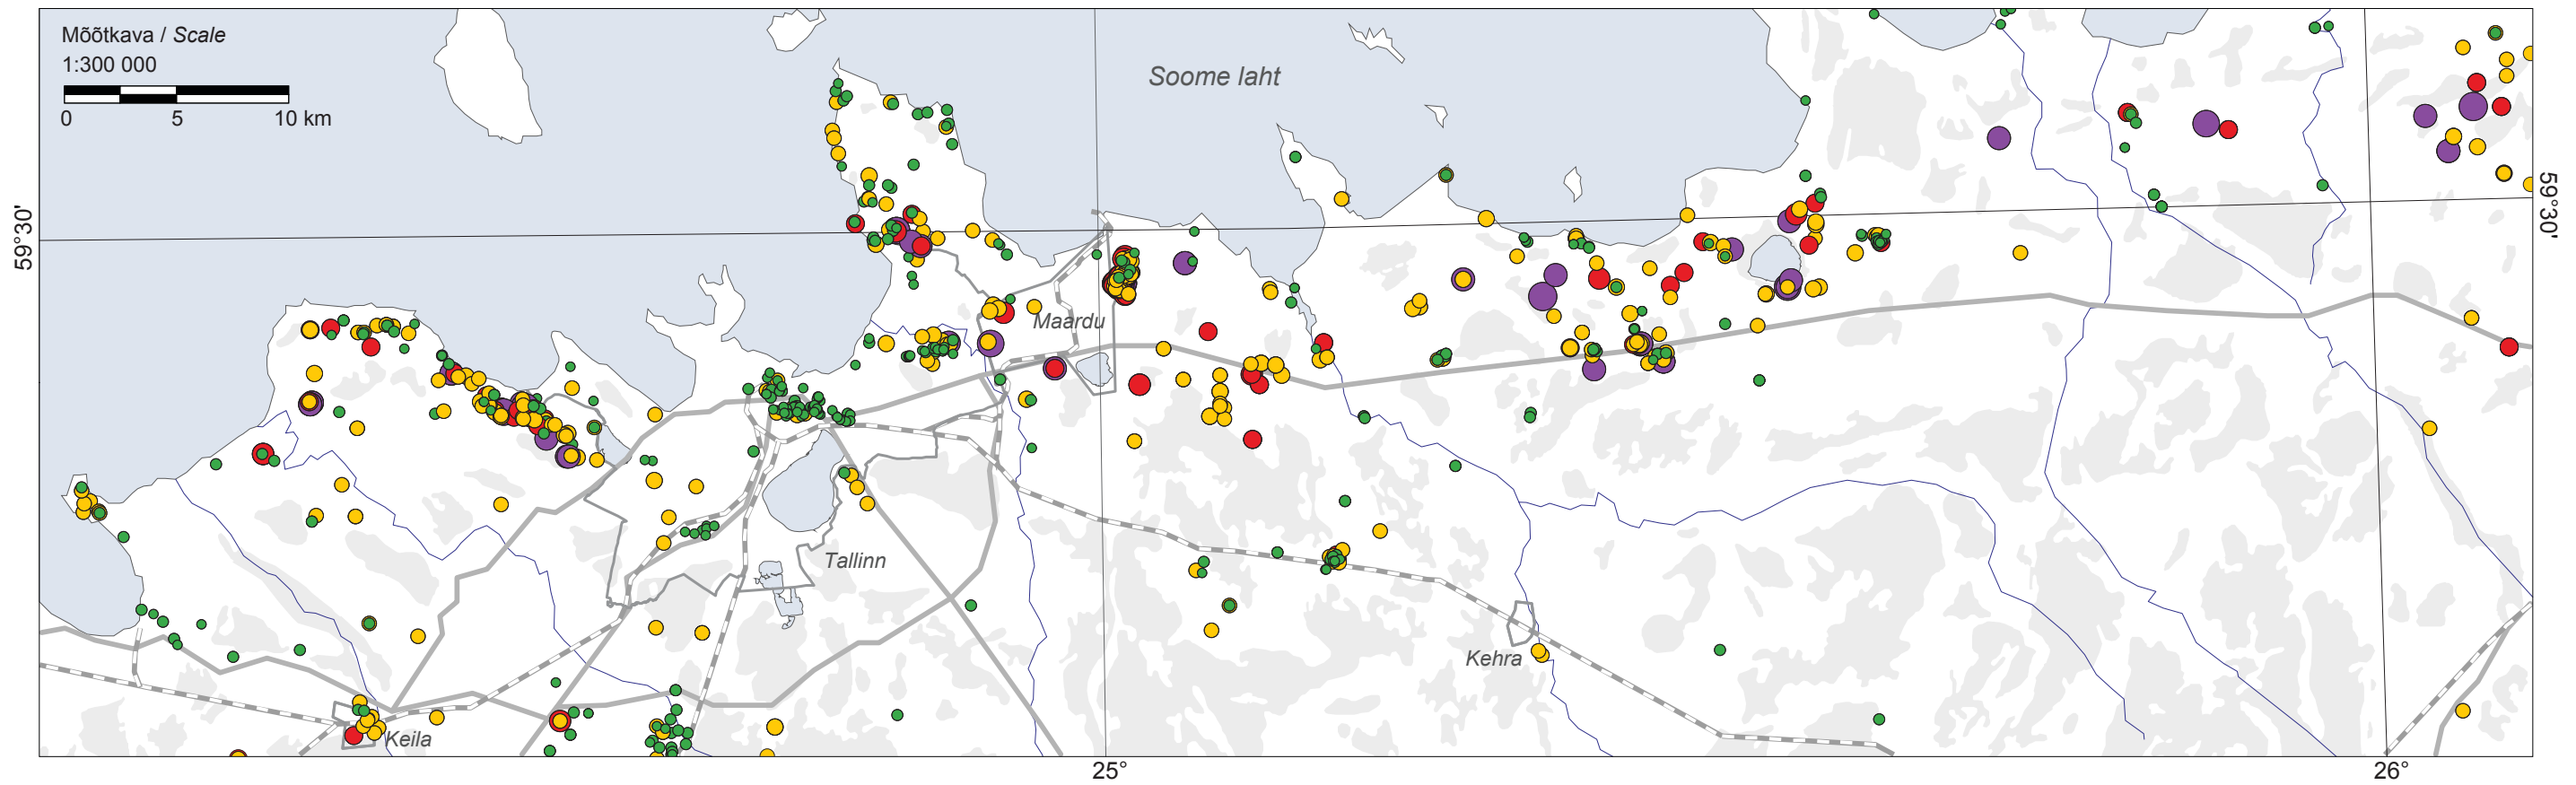 Mõõtkava / Scale
1:300 000
0 5 10 km
Soome laht
59°30'
59°30'
Maardu
Tallinn
Kehra
Keila
25°
26°